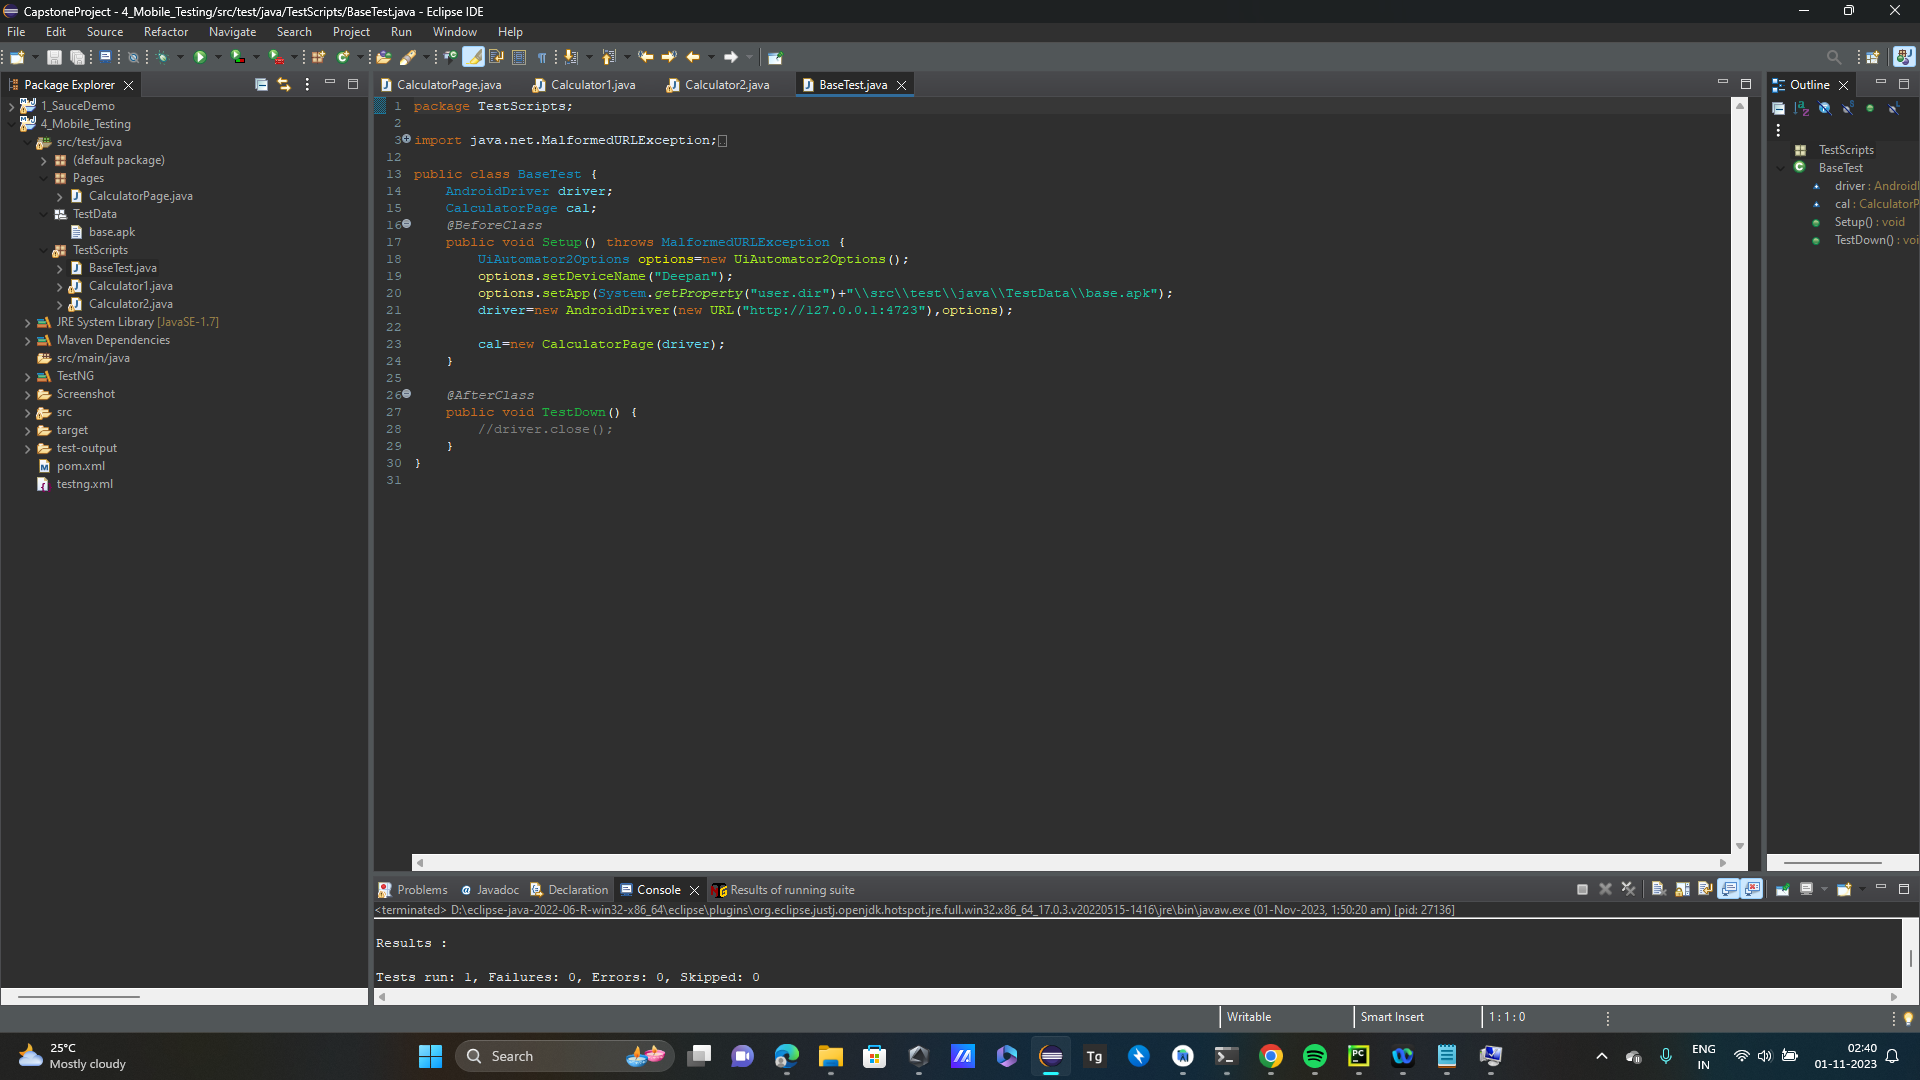 CapstoneProject - 4_Mobile_Testing/src/test/java/TestScripts/BaseTest.java - Eclipse IDE
File Edit Source Refactor Navigate Search Project Run Window Help
Package Explorer
1_SauceDemo
4_Mobile_Testing
src/test/java
(default package)
Pages
CalculatorPage.java
TestData
base.apk
TestScripts
BaseTest.java
Calculator1.java
Calculator2.java
JRE System Library [JavaSE-1.7]
Maven Dependencies
src/main/java
TestNG
Screenshot
src
target
test-output
pom.xml
testng.xml
CalculatorPage.java Calculator1.java Calculator2.java BaseTest.java
1 package TestScripts;
2
3 import java.net.MalformedURLException;
12
13 public class BaseTest {
14 AndroidDriver driver;
15 CalculatorPage cal;
16 @BeforeClass
17 public void Setup() throws MalformedURLException {
18 UiAutomator2Options options=new UiAutomator2Options();
19 options.setDeviceName("Deepan");
20 options.setApp(System.getProperty("user.dir")+"\\src\\test\\java\\TestData\\base.apk");
21 driver=new AndroidDriver(new URL("http://127.0.0.1:4723"),options);
22
23 cal=new CalculatorPage(driver);
24 }
25
26 @AfterClass
27 public void TestDown() {
28 //driver.close();
29 }
30 }
31
Outline
TestScripts
BaseTest
driver : AndroidI
cal : CalculatorP
Setup() : void
TestDown() : voi
Problems Javadoc Declaration Console Results of running suite
<terminated> D:\eclipse-java-2022-06-R-win32-x86_64\eclipse\plugins\org.eclipse.justj.openjdk.hotspot.jre.full.win32.x86_64_17.0.3.v20220515-1416\jre\bin\javaw.exe (01-Nov-2023, 1:50:20 am) [pid: 27136]
Results :
Tests run: 1, Failures: 0, Errors: 0, Skipped: 0
Writable Smart Insert 1 : 1 : 0
25°C
Mostly cloudy
Search
Tg
PC
ENG
IN
02:40
01-11-2023